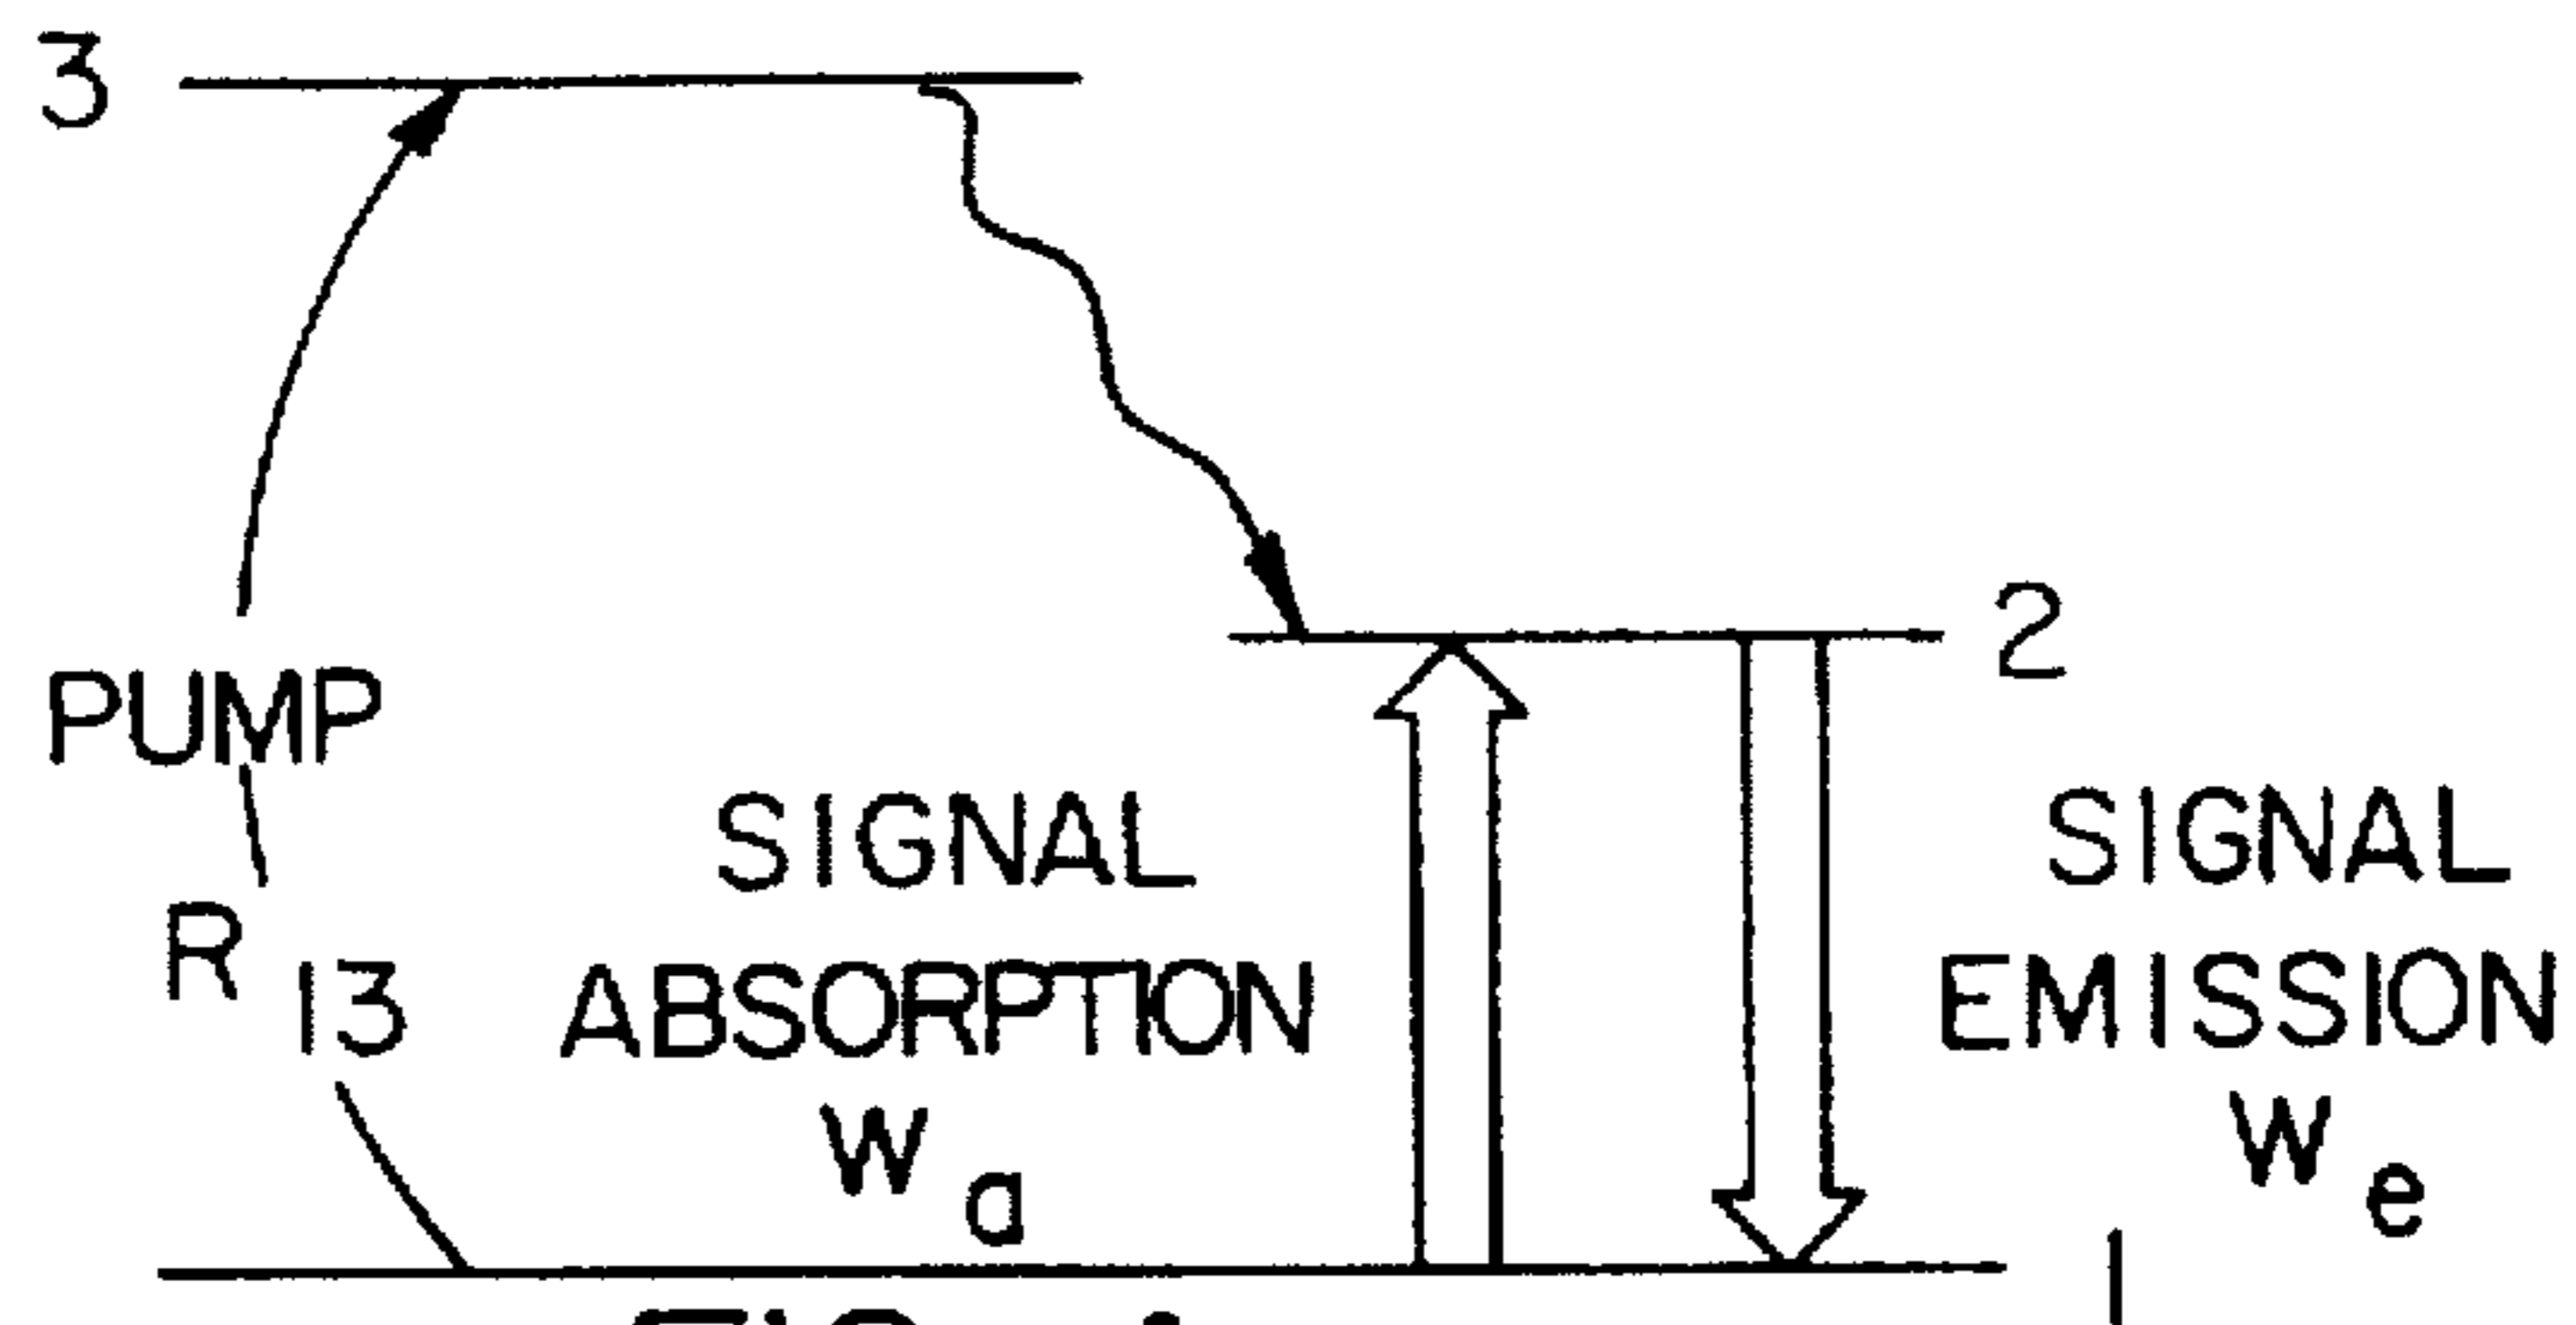 3
2
PUMP
R 13
SIGNAL
ABSORPTION
Wa
SIGNAL
EMISSION
We
1